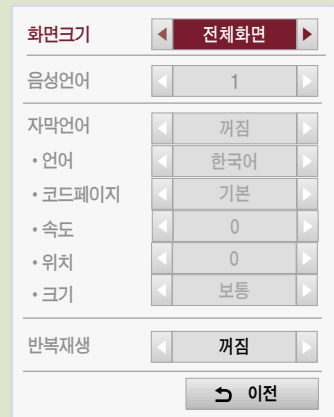 화면크기 전체화면
음성언어 1
자막언어 꺼짐
• 언어 한국어
• 코드페이지 기본
• 속도 0
• 위치 0
• 크기 보통
반복재생 꺼짐
이전